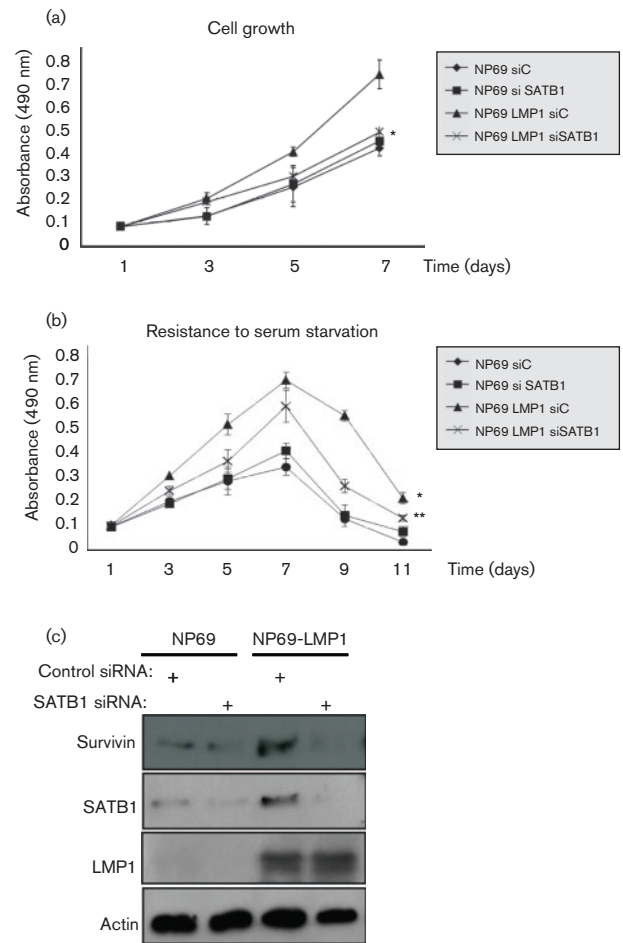 (a)
Cell growth
Absorbance (490 nm)
0.8
0.7
0.6
0.5
0.4
0.3
0.2
0.1
0
*
1 3 5 7 Time (days)
NP69 siC
NP69 si SATB1
NP69 LMP1 siC
NP69 LMP1 siSATB1
(b)
Resistance to serum starvation
Absorbance (490 nm)
0.8
0.7
0.6
0.5
0.4
0.3
0.2
0.1
0
*
**
1 3 5 7 9 11 Time (days)
NP69 siC
NP69 si SATB1
NP69 LMP1 siC
NP69 LMP1 siSATB1
(c)
NP69 NP69-LMP1
Control siRNA: + +
SATB1 siRNA: + +
Survivin
SATB1
LMP1
Actin